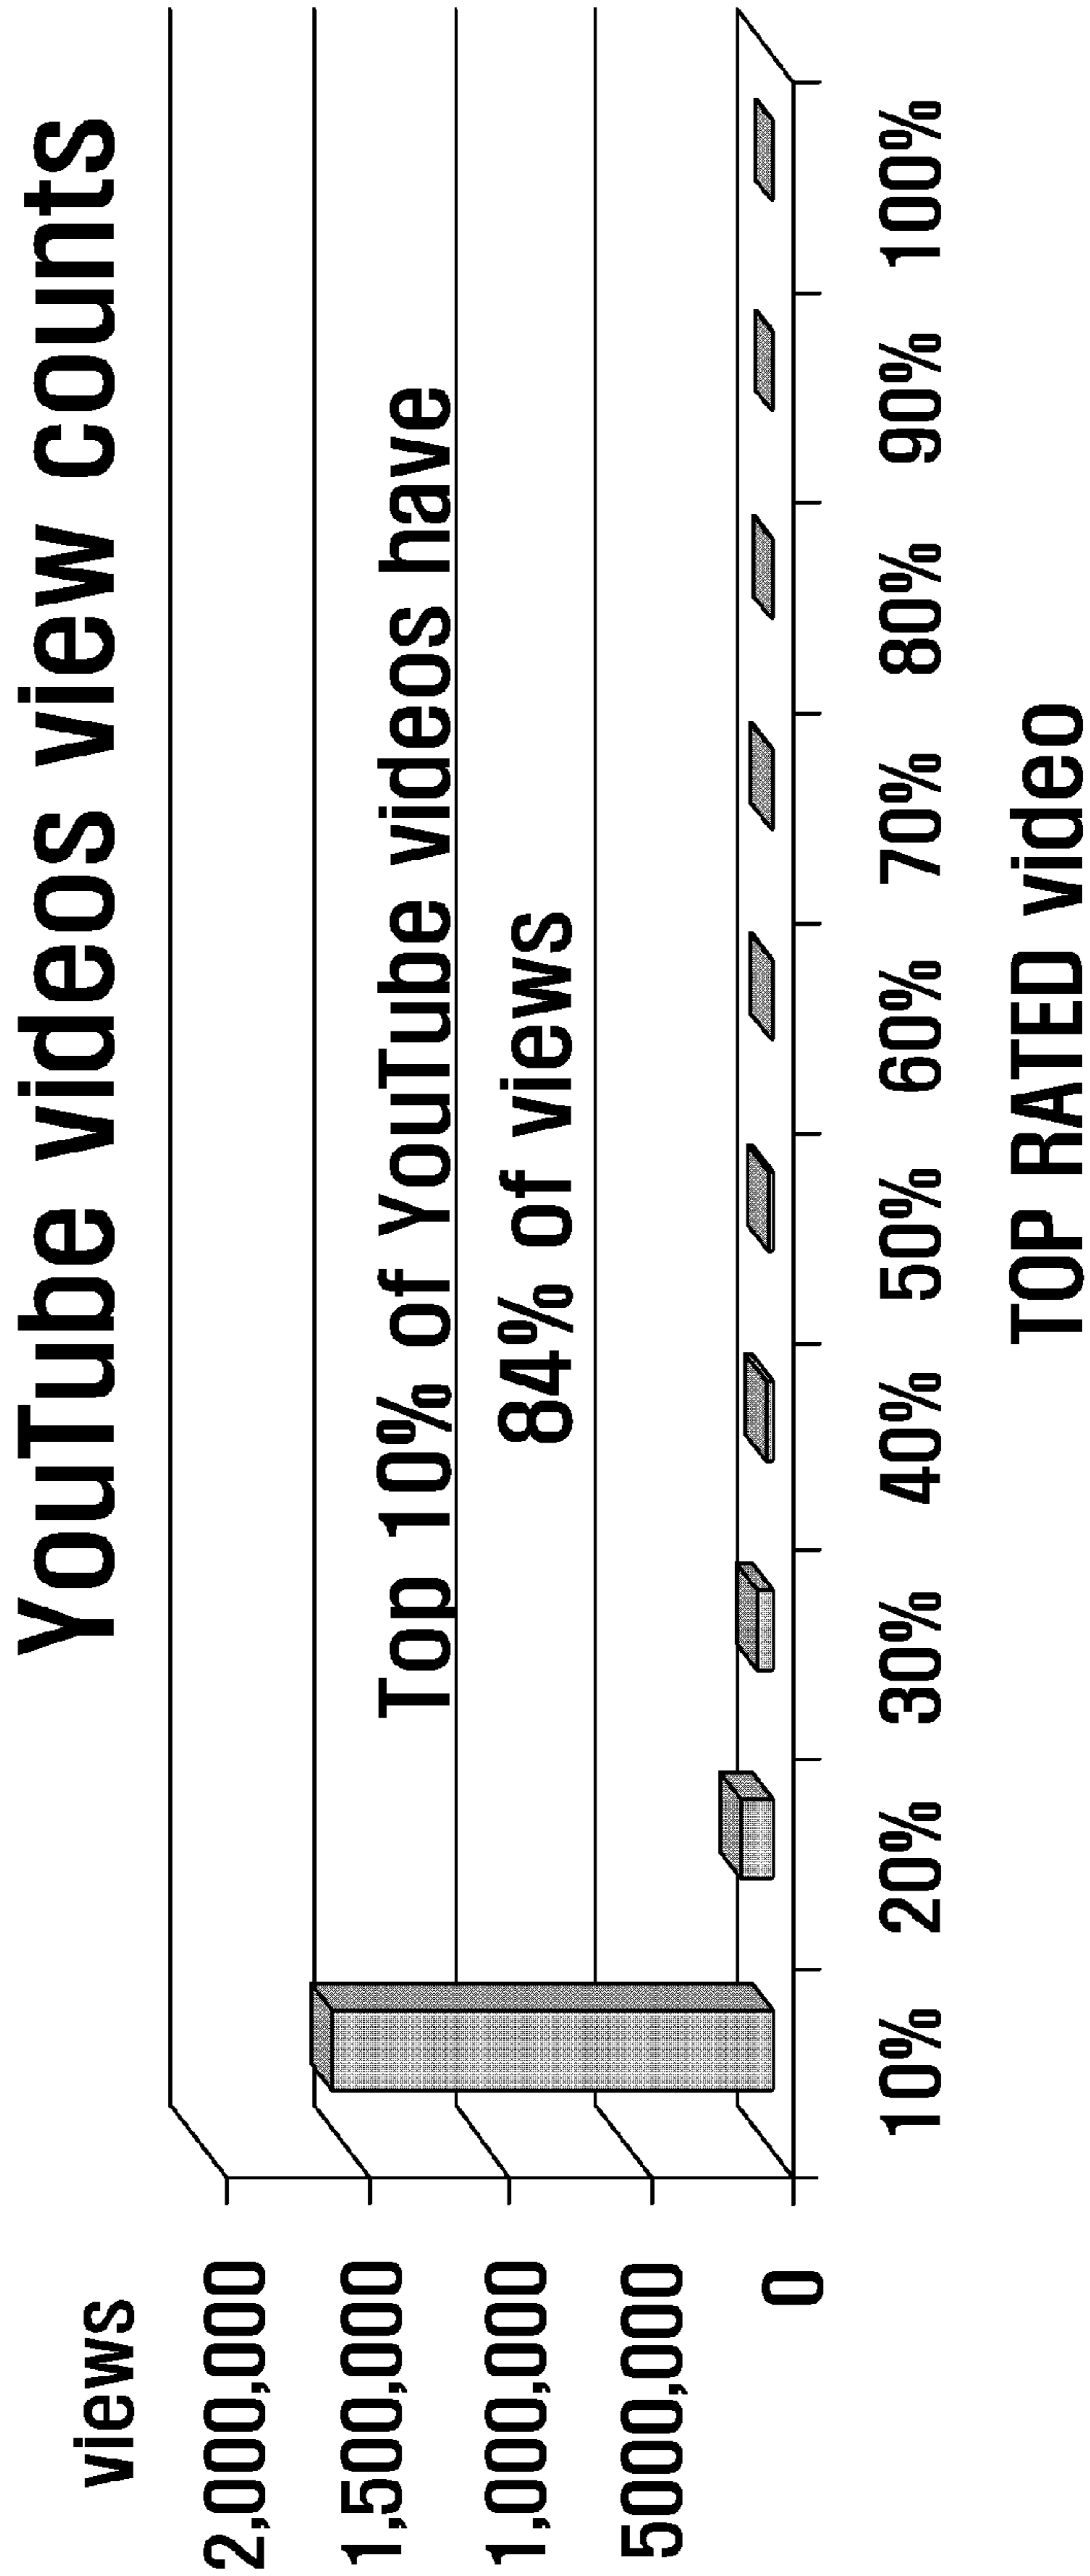 YouTube videos view counts
views
2,000,000
1,500,000
1,000,000
5000,000
0
Top 10% of YouTube videos have
84% of views
10% 20% 30% 40% 50% 60% 70% 80% 90% 100%
TOP RATED video